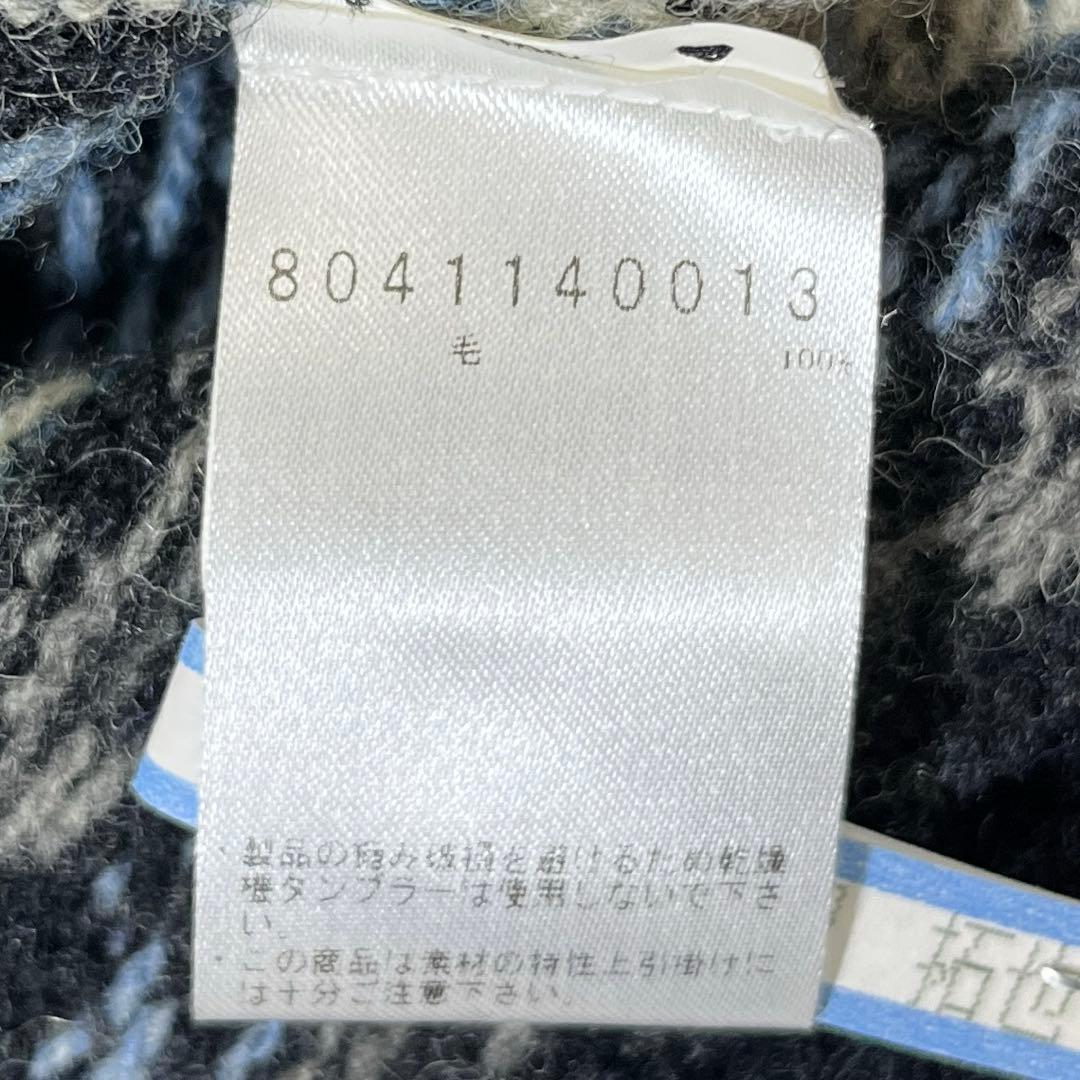 8041140013
毛 100%
・製品の縮み破損を避けるため乾燥
機タンブラーは使用しないで下さ
い。
・この商品は素材の特性上引掛けに
は十分ご注意下さい。